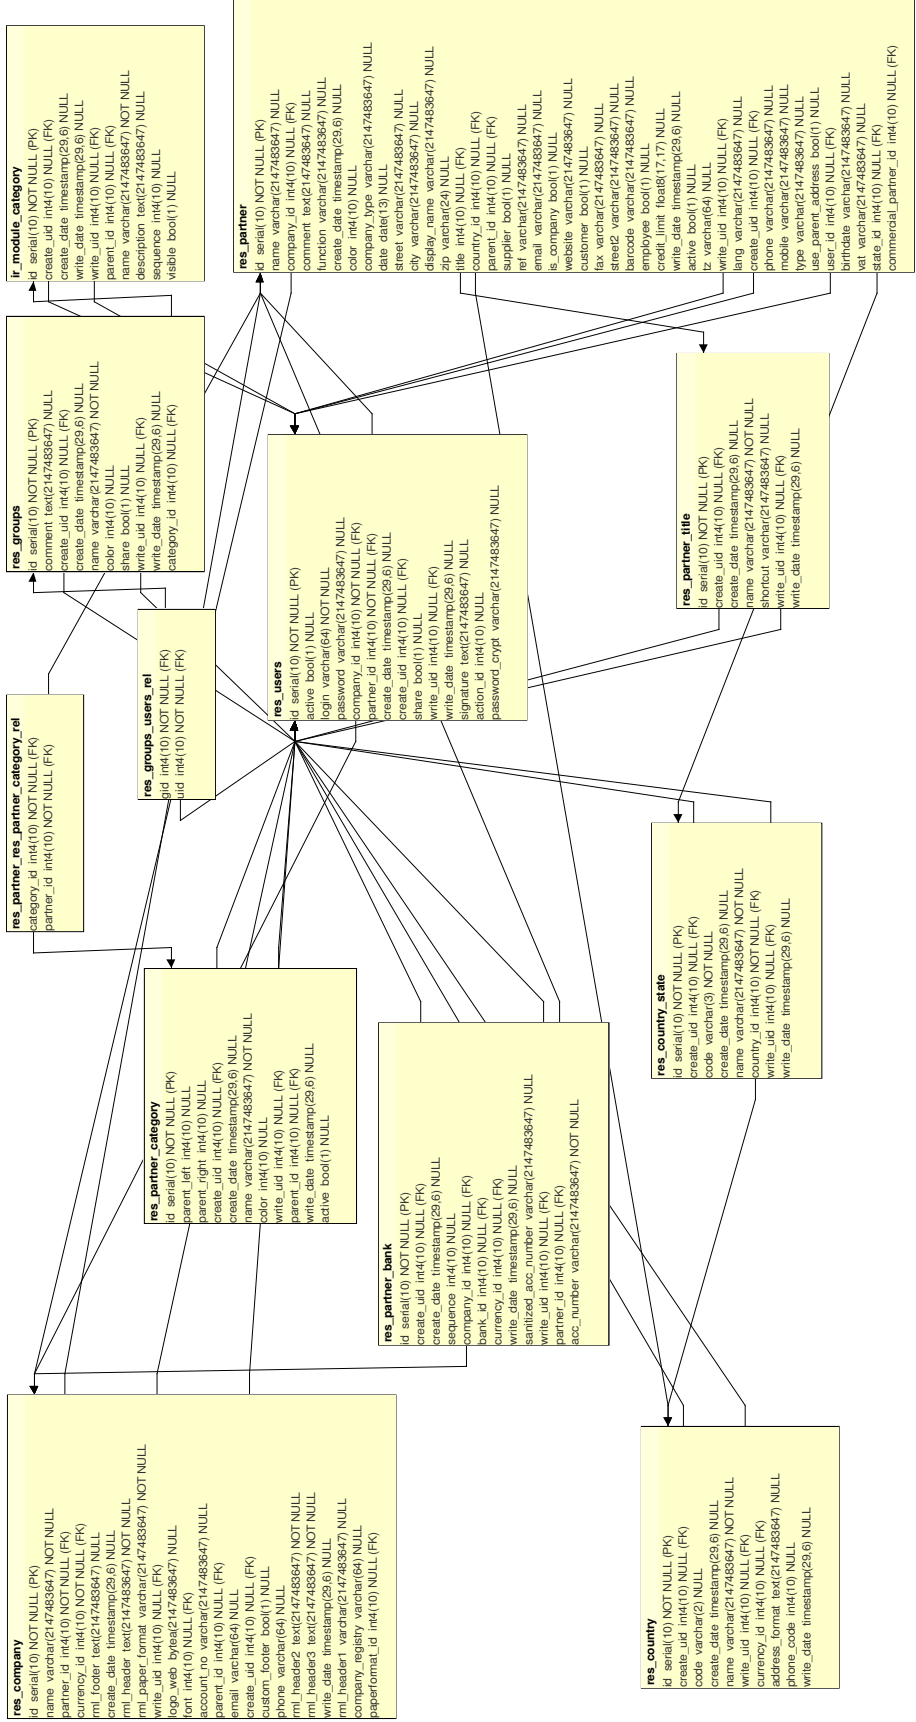 ir_module_category
id serial(10) NOT NULL (PK)
create_uid int4(10) NULL (FK)
create_date timestamp(29,6) NULL
write_date timestamp(29,6) NULL
write_uid int4(10) NULL (FK)
parent_id int4(10) NULL (FK)
name varchar(2147483647) NOT NULL
description text(2147483647) NULL
sequence int4(10) NULL
visible bool(1) NULL
res_partner
id serial(10) NOT NULL (PK)
name varchar(2147483647) NULL
company_id int4(10) NULL (FK)
comment text(2147483647) NULL
function varchar(2147483647) NULL
create_date timestamp(29,6) NULL
color int4(10) NULL
company_type varchar(2147483647) NULL
date date(13) NULL
street varchar(2147483647) NULL
city varchar(2147483647) NULL
display_name varchar(2147483647) NULL
zip varchar(24) NULL
title int4(10) NULL (FK)
country_id int4(10) NULL (FK)
parent_id int4(10) NULL (FK)
supplier bool(1) NULL
ref varchar(2147483647) NULL
email varchar(2147483647) NULL
is_company bool(1) NULL
website varchar(2147483647) NULL
customer bool(1) NULL
fax varchar(2147483647) NULL
street2 varchar(2147483647) NULL
barcode varchar(2147483647) NULL
employee bool(1) NULL
credit_limit float8(17,17) NULL
write_date timestamp(29,6) NULL
active bool(1) NULL
tz varchar(64) NULL
write_uid int4(10) NULL (FK)
lang varchar(2147483647) NULL
create_uid int4(10) NULL (FK)
phone varchar(2147483647) NULL
mobile varchar(2147483647) NULL
type varchar(2147483647) NULL
use_parent_address bool(1) NULL
user_id int4(10) NULL (FK)
birthdate varchar(2147483647) NULL
vat varchar(2147483647) NULL
state_id int4(10) NULL (FK)
commercial_partner_id int4(10) NULL (FK)
res_groups
id serial(10) NOT NULL (PK)
comment text(2147483647) NULL
create_uid int4(10) NULL (FK)
create_date timestamp(29,6) NULL
name varchar(2147483647) NOT NULL
color int4(10) NULL
share bool(1) NULL
write_uid int4(10) NULL (FK)
write_date timestamp(29,6) NULL
category_id int4(10) NULL (FK)
res_users
id serial(10) NOT NULL (PK)
active bool(1) NULL
login varchar(64) NOT NULL
password varchar(2147483647) NULL
company_id int4(10) NOT NULL (FK)
partner_id int4(10) NOT NULL (FK)
create_date timestamp(29,6) NULL
create_uid int4(10) NULL (FK)
share bool(1) NULL
write_uid int4(10) NULL (FK)
write_date timestamp(29,6) NULL
signature text(2147483647) NULL
action_id int4(10) NULL
password_crypt varchar(2147483647) NULL
res_partner_title
id serial(10) NOT NULL (PK)
create_uid int4(10) NULL (FK)
create_date timestamp(29,6) NULL
name varchar(2147483647) NOT NULL
shortcut varchar(2147483647) NULL
write_uid int4(10) NULL (FK)
write_date timestamp(29,6) NULL
res_partner_res_partner_category_rel
category_id int4(10) NOT NULL (FK)
partner_id int4(10) NOT NULL (FK)
res_groups_users_rel
gid int4(10) NOT NULL (FK)
uid int4(10) NOT NULL (FK)
res_partner_category
id serial(10) NOT NULL (PK)
parent_left int4(10) NULL
parent_right int4(10) NULL
create_uid int4(10) NULL (FK)
create_date timestamp(29,6) NULL
name varchar(2147483647) NOT NULL
color int4(10) NULL
write_uid int4(10) NULL (FK)
parent_id int4(10) NULL (FK)
write_date timestamp(29,6) NULL
active bool(1) NULL
res_partner_bank
id serial(10) NOT NULL (PK)
create_uid int4(10) NULL (FK)
create_date timestamp(29,6) NULL
sequence int4(10) NULL
company_id int4(10) NULL (FK)
bank_id int4(10) NULL (FK)
currency_id int4(10) NULL (FK)
write_date timestamp(29,6) NULL
sanitized_acc_number varchar(2147483647) NULL
write_uid int4(10) NULL (FK)
partner_id int4(10) NULL (FK)
acc_number varchar(2147483647) NOT NULL
res_country_state
id serial(10) NOT NULL (PK)
create_uid int4(10) NULL (FK)
code varchar(3) NOT NULL
create_date timestamp(29,6) NULL
name varchar(2147483647) NOT NULL
country_id int4(10) NOT NULL (FK)
write_uid int4(10) NULL (FK)
write_date timestamp(29,6) NULL
res_company
id serial(10) NOT NULL (PK)
name varchar(2147483647) NOT NULL
partner_id int4(10) NOT NULL (FK)
currency_id int4(10) NOT NULL (FK)
rml_footer text(2147483647) NULL
create_date timestamp(29,6) NULL
rml_header text(2147483647) NOT NULL
rml_paper_format varchar(2147483647) NOT NULL
write_uid int4(10) NULL (FK)
logo_web bytea(2147483647) NULL
font int4(10) NULL (FK)
account_no varchar(2147483647) NULL
parent_id int4(10) NULL (FK)
email varchar(64) NULL
create_uid int4(10) NULL (FK)
custom_footer bool(1) NULL
phone varchar(64) NULL
rml_header2 text(2147483647) NOT NULL
rml_header3 text(2147483647) NOT NULL
write_date timestamp(29,6) NULL
rml_header1 varchar(2147483647) NULL
company_registry varchar(64) NULL
paperformat_id int4(10) NULL (FK)
res_country
id serial(10) NOT NULL (PK)
create_uid int4(10) NULL (FK)
code varchar(2) NULL
create_date timestamp(29,6) NULL
name varchar(2147483647) NOT NULL
write_uid int4(10) NULL (FK)
currency_id int4(10) NULL (FK)
address_format text(2147483647) NULL
phone_code int4(10) NULL
write_date timestamp(29,6) NULL